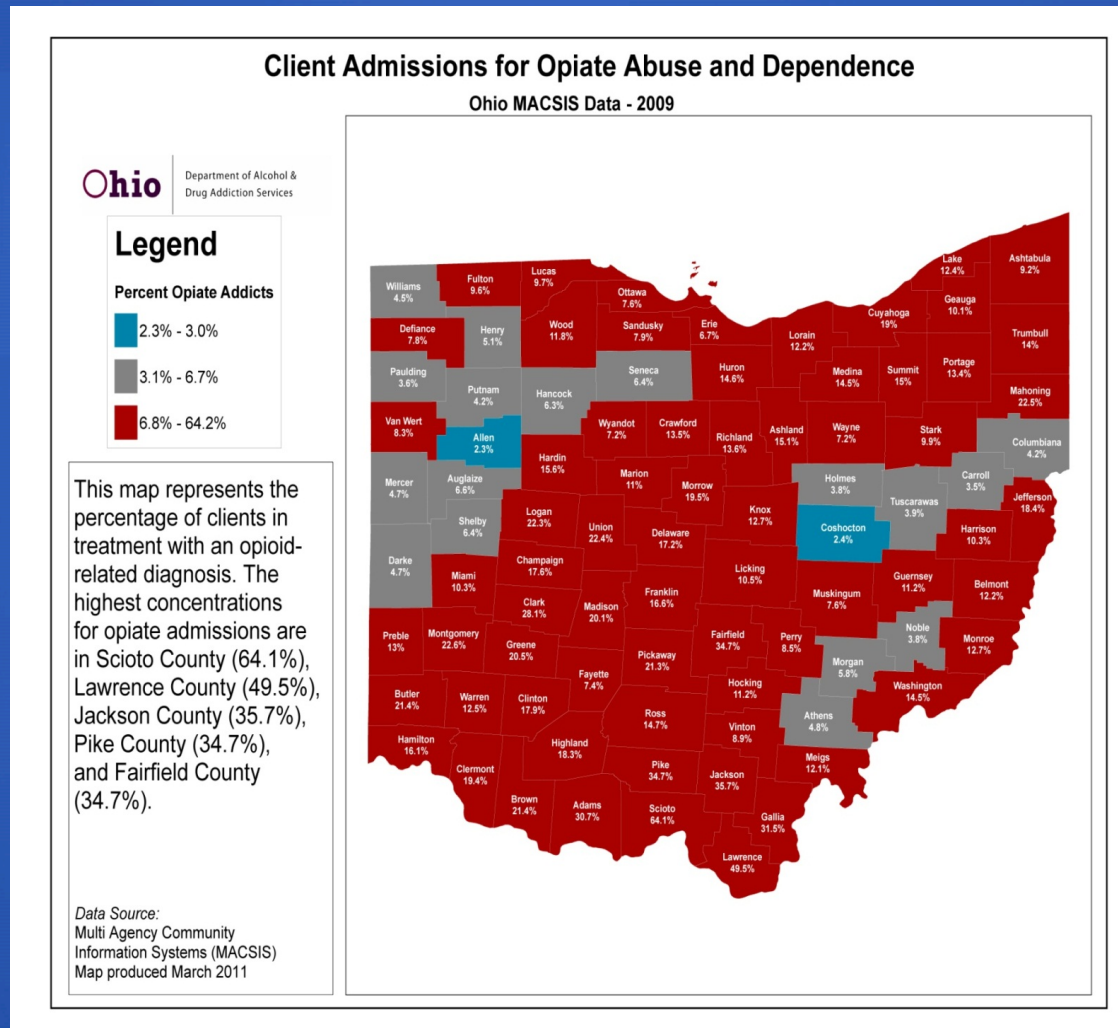 Client Admissions for Opiate Abuse and Dependence
Ohio MACSIS Data - 2009
Ohio
Department of Alcohol &
Drug Addiction Services
Legend
Percent Opiate Addicts
2.3% - 3.0%
3.1% - 6.7%
6.8% - 64.2%
This map represents the
percentage of clients in
treatment with an opioid-
related diagnosis. The
highest concentrations
for opiate admissions are
in Scioto County (64.1%),
Lawrence County (49.5%),
Jackson County (35.7%),
Pike County (34.7%),
and Fairfield County
(34.7%).
Data Source:
Multi Agency Community
Information Systems (MACSIS)
Map produced March 2011
Williams
4.5%
Fulton
9.6%
Lucas
9.7%
Ottawa
7.6%
Lake
12.4%
Ashtabula
9.2%
Defiance
7.8%
Henry
5.1%
Wood
11.8%
Sandusky
7.9%
Erie
6.7%
Lorain
12.2%
Cuyahoga
19%
Geauga
10.1%
Trumbull
14%
Paulding
3.6%
Putnam
4.2%
Hancock
6.3%
Seneca
6.4%
Huron
14.6%
Medina
14.5%
Summit
15%
Portage
13.4%
Mahoning
22.5%
Van Wert
8.3%
Allen
2.3%
Wyandot
7.2%
Crawford
13.5%
Richland
13.6%
Ashland
15.1%
Wayne
7.2%
Stark
9.9%
Columbiana
4.2%
Mercer
4.7%
Auglaize
6.6%
Hardin
15.6%
Marion
11%
Morrow
19.5%
Holmes
3.8%
Tuscarawas
3.9%
Carroll
3.5%
Jefferson
18.4%
Shelby
6.4%
Logan
22.3%
Union
22.4%
Delaware
17.2%
Knox
12.7%
Coshocton
2.4%
Harrison
10.3%
Darke
4.7%
Miami
10.3%
Champaign
17.6%
Licking
10.5%
Muskingum
7.6%
Guernsey
11.2%
Belmont
12.2%
Clark
28.1%
Madison
20.1%
Franklin
16.6%
Fairfield
34.7%
Perry
8.5%
Noble
3.8%
Monroe
12.7%
Preble
13%
Montgomery
22.6%
Greene
20.5%
Pickaway
21.3%
Morgan
5.8%
Washington
14.5%
Fayette
7.4%
Hocking
11.2%
Butler
21.4%
Warren
12.5%
Clinton
17.9%
Ross
14.7%
Vinton
8.9%
Athens
4.8%
Hamilton
16.1%
Clermont
19.4%
Highland
18.3%
Pike
34.7%
Jackson
35.7%
Meigs
12.1%
Brown
21.4%
Adams
30.7%
Scioto
64.1%
Gallia
31.5%
Lawrence
49.5%